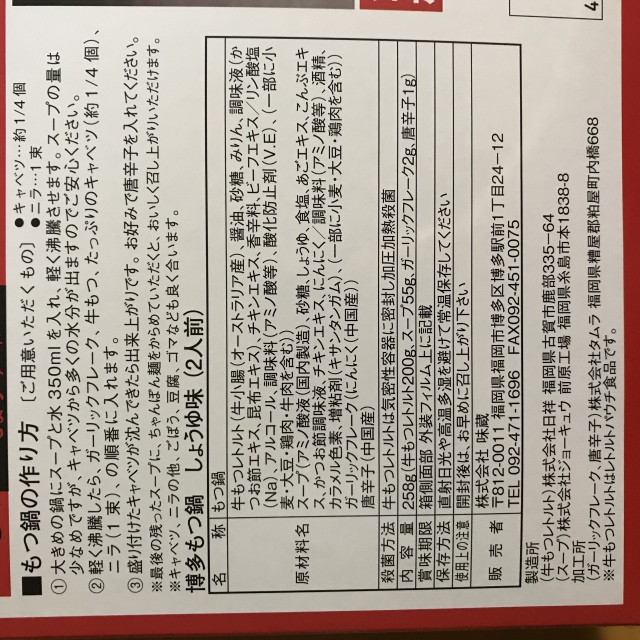 ■もつ鍋の作り方 〔ご用意いただくもの〕 ●キャベツ…約1/4個
●ニラ…1束
①大きめの鍋にスープと水350mlを入れ、軽く沸騰させます。スープの量は
少なめですが、キャベツから多くの水分が出ますのでご安心ください。
②軽く沸騰したら、ガーリックフレーク、牛もつ、たっぷりのキャベツ(約1/4個)、
ニラ(1束)、の順番に入れます。
③盛り付けたキャベツが沈んできたら出来上がりです。お好みで唐辛子を入れてください。
※最後の残ったスープに、ちゃんぽん麺をからめていただくと、おいしく召し上がりいただけます。
※キャベツ、ニラの他、ごぼう、豆腐、ゴマなども良く合います。
博多もつ鍋 しょうゆ味(2人前)
名称 もつ鍋
原材料名 牛もつレトルト(牛小腸(オーストラリア産)醤油、砂糖、みりん、調味液(か
つお節エキス、昆布エキス)、チキンエキス、香辛料、ビーフエキス/リン酸塩
(Na)、アルコール、調味料(アミノ酸等)、酸化防止剤(V.E)、(一部に小
麦・大豆・鶏肉・牛肉を含む))
スープ(アミノ酸液(国内製造)、砂糖、しょうゆ、食塩、あごエキス、こんぶエキ
ス、かつお節調味液、チキンエキス、にんにく/調味料(アミノ酸等)、酒精、
カラメル色素、増粘剤(キサンタンガム)、(一部に小麦・大豆・鶏肉を含む))
ガーリックフレーク(にんにく(中国産))
唐辛子(中国産)
殺菌方法 牛もつレトルトは気密性容器に密封し加圧加熱殺菌
内容量 258g(牛もつレトルト200g、スープ55g、ガーリックフレーク2g、唐辛子1g)
賞味期限 箱側面部 外装フィルム上に記載
保存方法 直射日光や高温多湿を避けて常温保存してください
使用上の注意 開封後は、お早めに召し上がり下さい
販売者 株式会社 味蔵
〒812-0011 福岡県福岡市博多区博多駅前1丁目24-12
TEL 092-471-1696 FAX092-451-0075
製造所
(牛もつレトルト)株式会社日祥 福岡県古賀市鹿部335-64
(スープ)株式会社ジョーキュウ 前原工場 福岡県糸島市本1838-8
加工所
(ガーリックフレーク、唐辛子)株式会社タムラ 福岡県糟屋郡粕屋町内橋668
※牛もつレトルトはレトルトパウチ食品です。
4